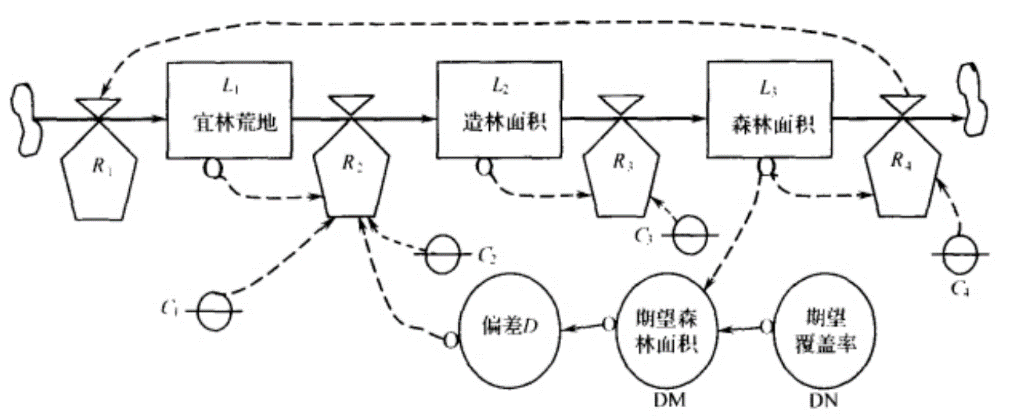 L₁
宜林荒地
L₂
造林面积
L₃
森林面积
R₁
R₂
R₃
R₄
C₁
C₂
C₃
C₄
偏差D
期望森
林面积
期望
覆盖率
DM
DN